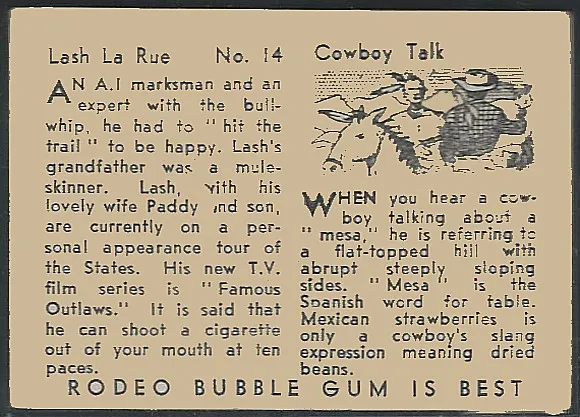 Lash La Rue No. 14
AN A.1 marksman and an
expert with the bull-
whip, he had to "hit the
trail" to be happy. Lash's
grandfather was a mule-
skinner. Lash, with his
lovely wife Paddy and son,
are currently on a per-
sonal appearance tour of
the States. His new T.V.
film series is "Famous
Outlaws." It is said that
he can shoot a cigarette
out of your mouth at ten
paces.
Cowboy Talk
WHEN you hear a cow-
boy talking about a
"mesa," he is referring to
a flat-topped hill with
abrupt steeply sloping
sides. "Mesa" is the
Spanish word for table.
Mexican strawberries is
only a cowboy's slang
expression meaning dried
beans.
RODEO BUBBLE GUM IS BEST